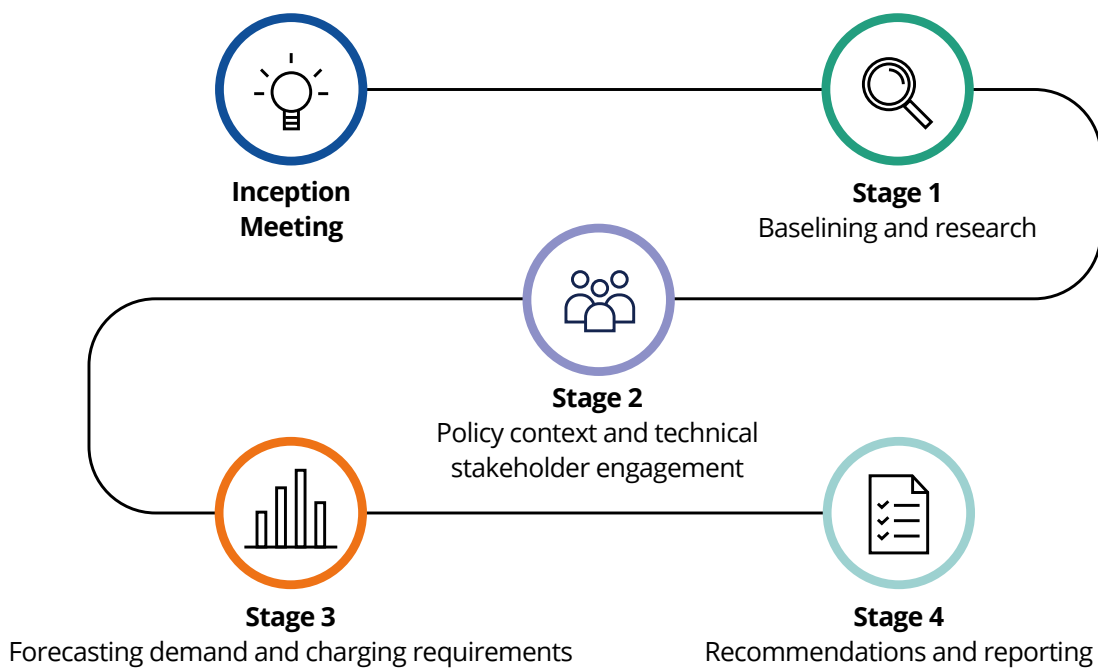 Inception
Meeting
Stage 1
Baselining and research
Stage 2
Policy context and technical
stakeholder engagement
Stage 3
Forecasting demand and charging requirements
Stage 4
Recommendations and reporting